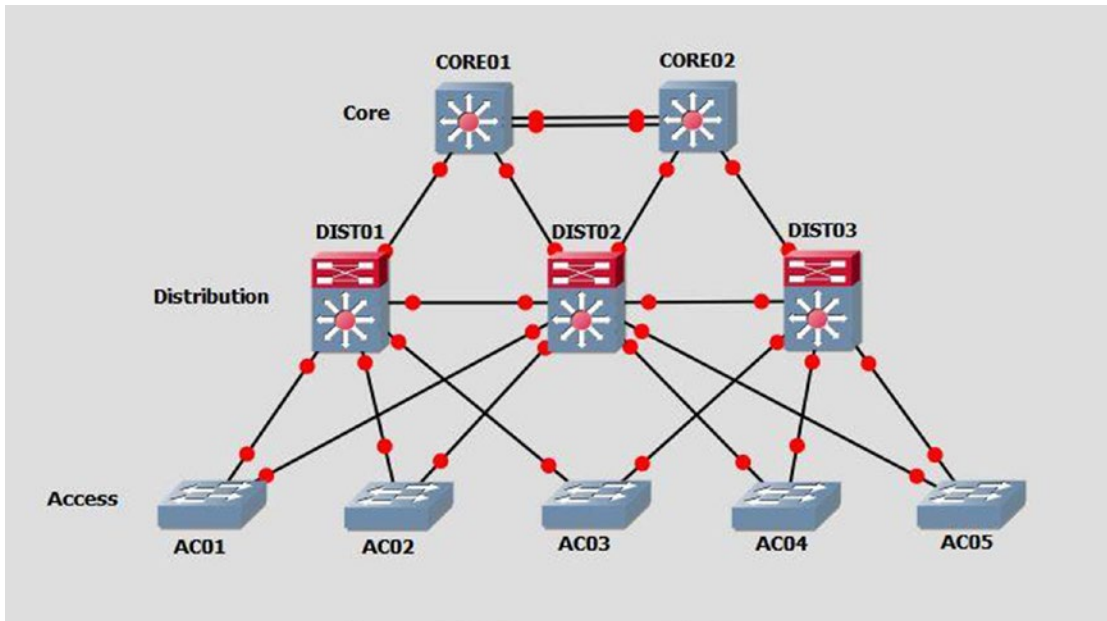 CORE01
CORE02
Core
DIST01
DIST02
DIST03
Distribution
Access
AC01
AC02
AC03
AC04
AC05